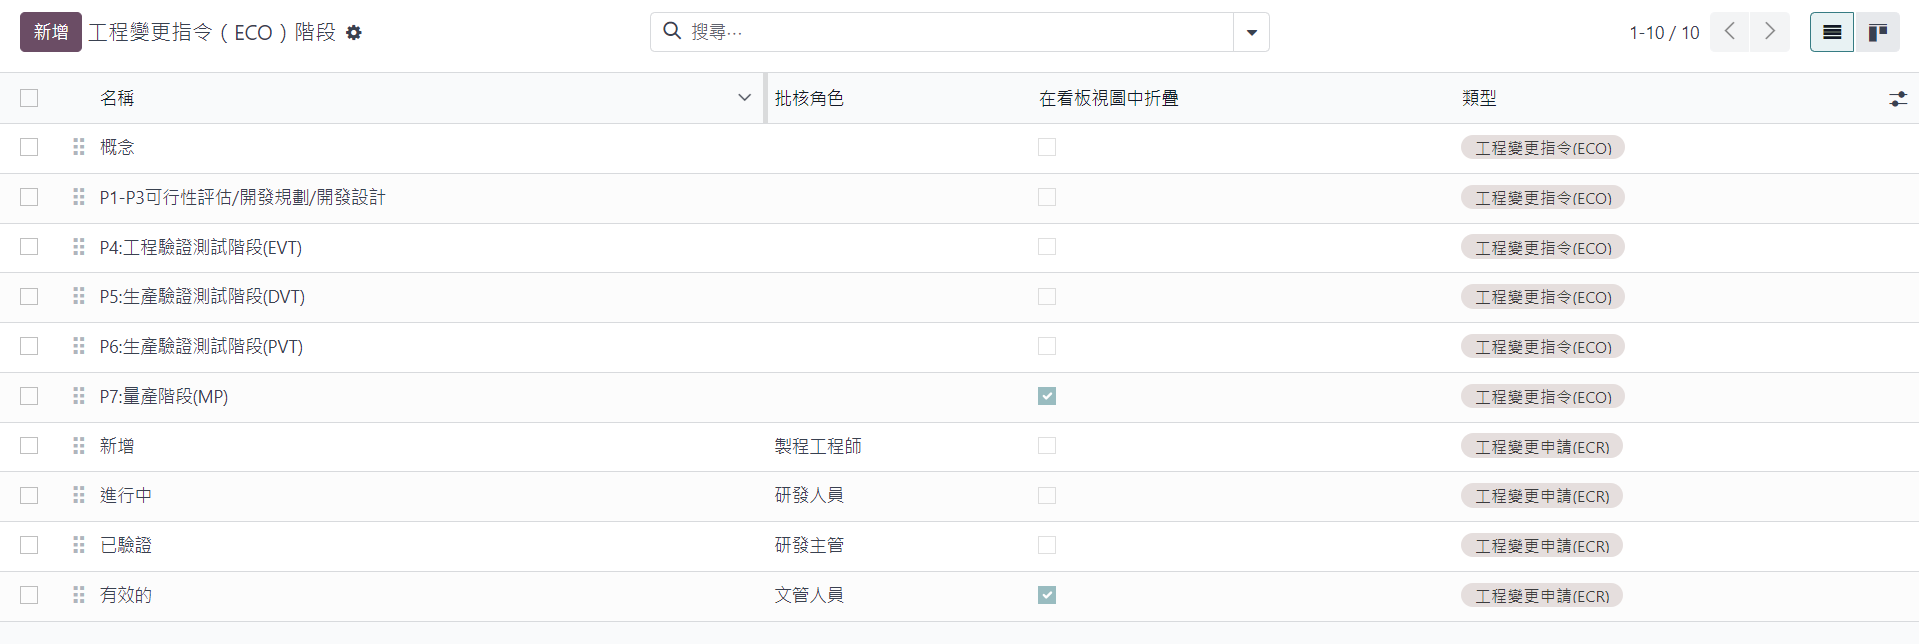 新增 工程變更指令 ( ECO ) 階段 搜尋... 1-10 / 10
名稱 批核角色 在看板視圖中折疊 類型
概念 工程變更指令(ECO)
P1-P3可行性評估/開發規劃/開發設計 工程變更指令(ECO)
P4:工程驗證測試階段(EVT) 工程變更指令(ECO)
P5:生產驗證測試階段(DVT) 工程變更指令(ECO)
P6:生產驗證測試階段(PVT) 工程變更指令(ECO)
P7:量產階段(MP) 工程變更指令(ECO)
新增 製程工程師 工程變更申請(ECR)
進行中 研發人員 工程變更申請(ECR)
已驗證 研發主管 工程變更申請(ECR)
有效的 文管人員 工程變更申請(ECR)